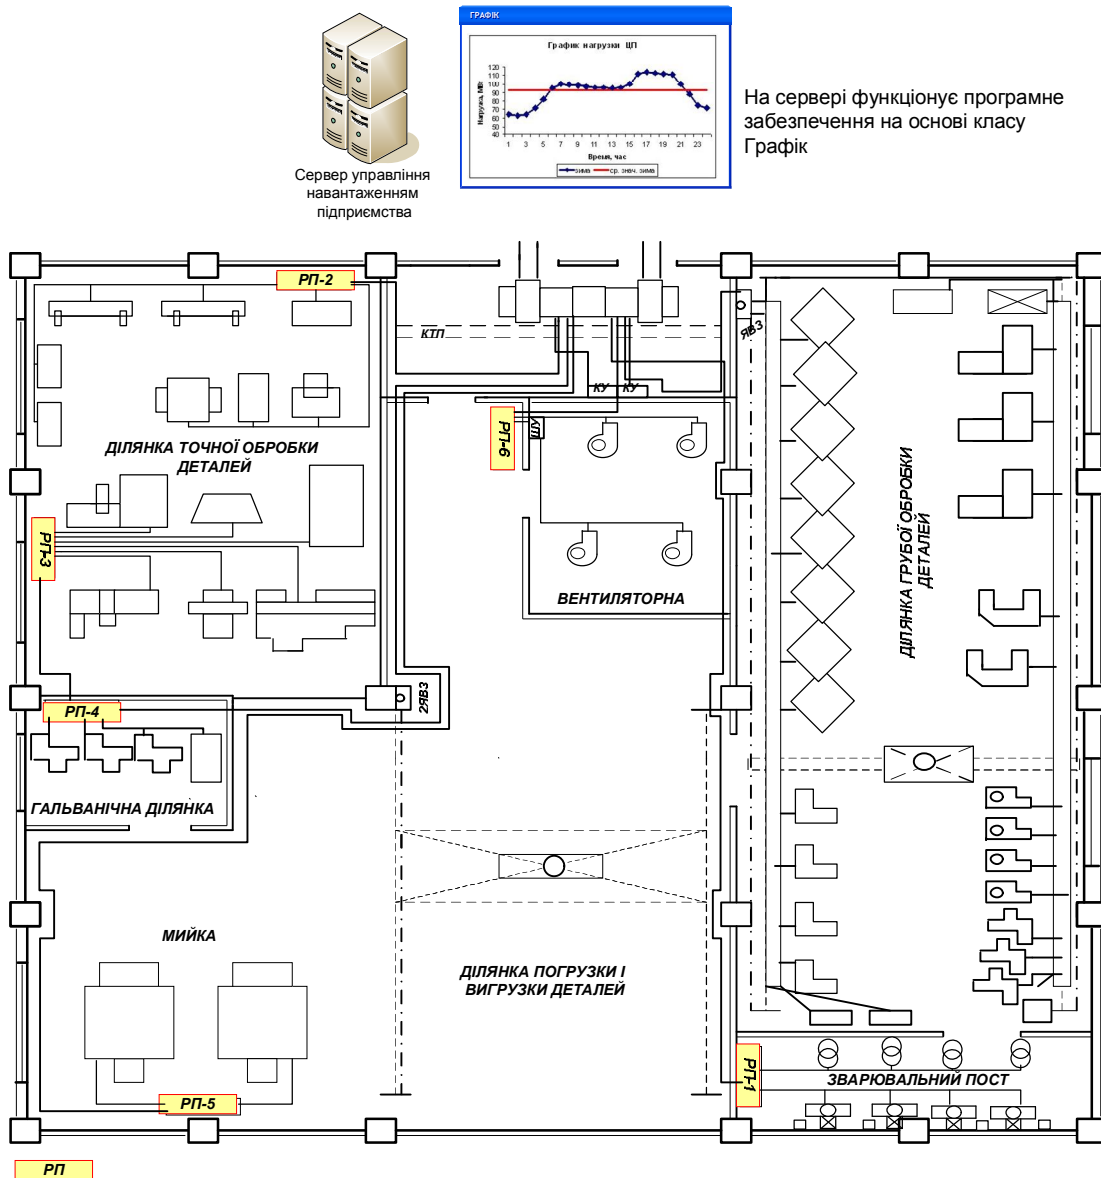 ГРАФІК
График нагрузки ЦП
Нагрузка, МВт
120
110
100
90
80
70
60
50
40
1 3 5 7 9 11 13 15 17 19 21 23
Время, час
зима ср. знач. зима
На сервері функціонує програмне
забезпечення на основі класу
Графік
Сервер управління
навантаженням
підприємства
РП-2
КТП
ЯВЗ
КУ КУ
РП-6
ШУ
ДІЛЯНКА ТОЧНОЇ ОБРОБКИ
ДЕТАЛЕЙ
РП-3
ВЕНТИЛЯТОРНА
ДІЛЯНКА ГРУБОЇ ОБРОБКИ
ДЕТАЛЕЙ
2ЯВЗ
РП-4
ГАЛЬВАНІЧНА ДІЛЯНКА
МИЙКА
ДІЛЯНКА ПОГРУЗКИ І
ВИГРУЗКИ ДЕТАЛЕЙ
РП-1
ЗВАРЮВАЛЬНИЙ ПОСТ
РП-5
РП